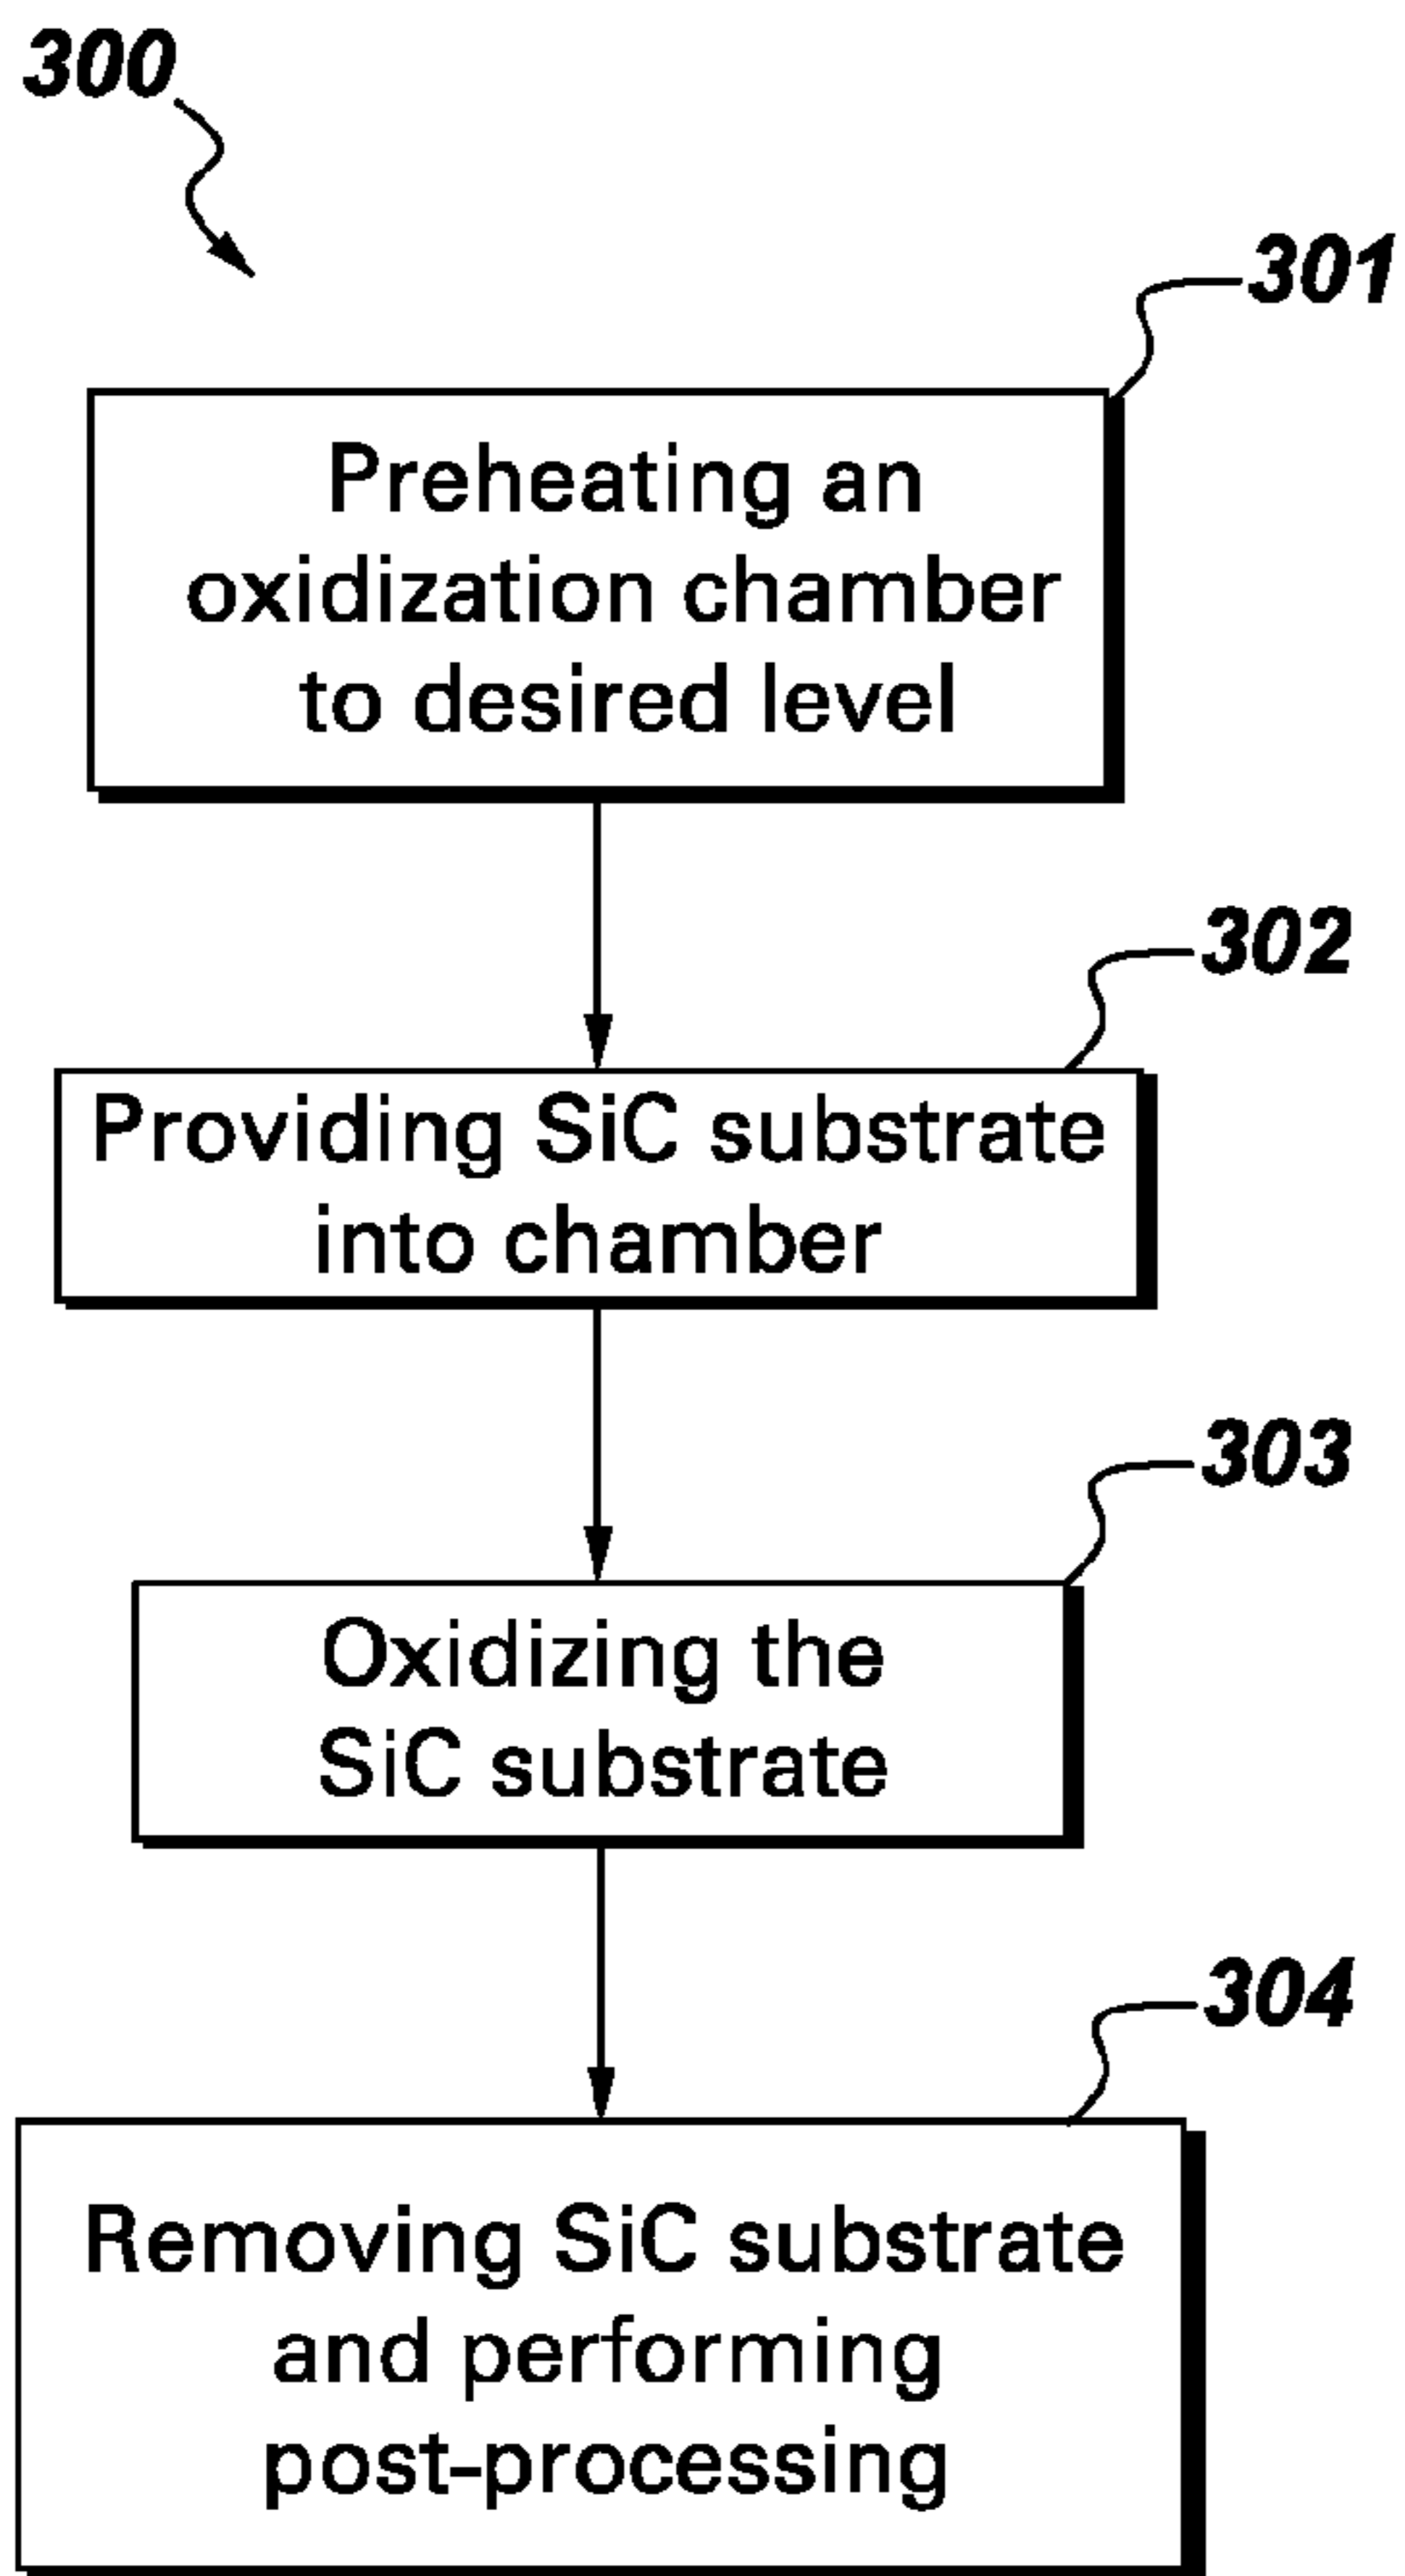 300
301
Preheating an
oxidization chamber
to desired level
302
Providing SiC substrate
into chamber
303
Oxidizing the
SiC substrate
304
Removing SiC substrate
and performing
post-processing